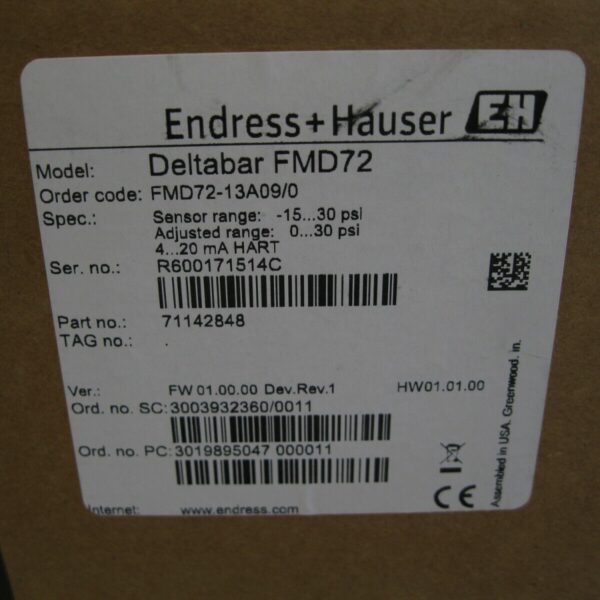 Endress+Hauser EH
Model: Deltabar FMD72
Order code: FMD72-13A09/0
Spec.: Sensor range: -15...30 psi
Adjusted range: 0...30 psi
4...20 mA HART
Ser. no.: R600171514C
Part no.: 71142848
TAG no.: .
Ver.: FW 01.00.00 Dev.Rev.1 HW01.01.00
Ord. no. SC: 3003932360/0011
Ord. no. PC: 3019895047 000011
CE
Internet: www.endress.com
Assembled in USA. Greenwood. in.